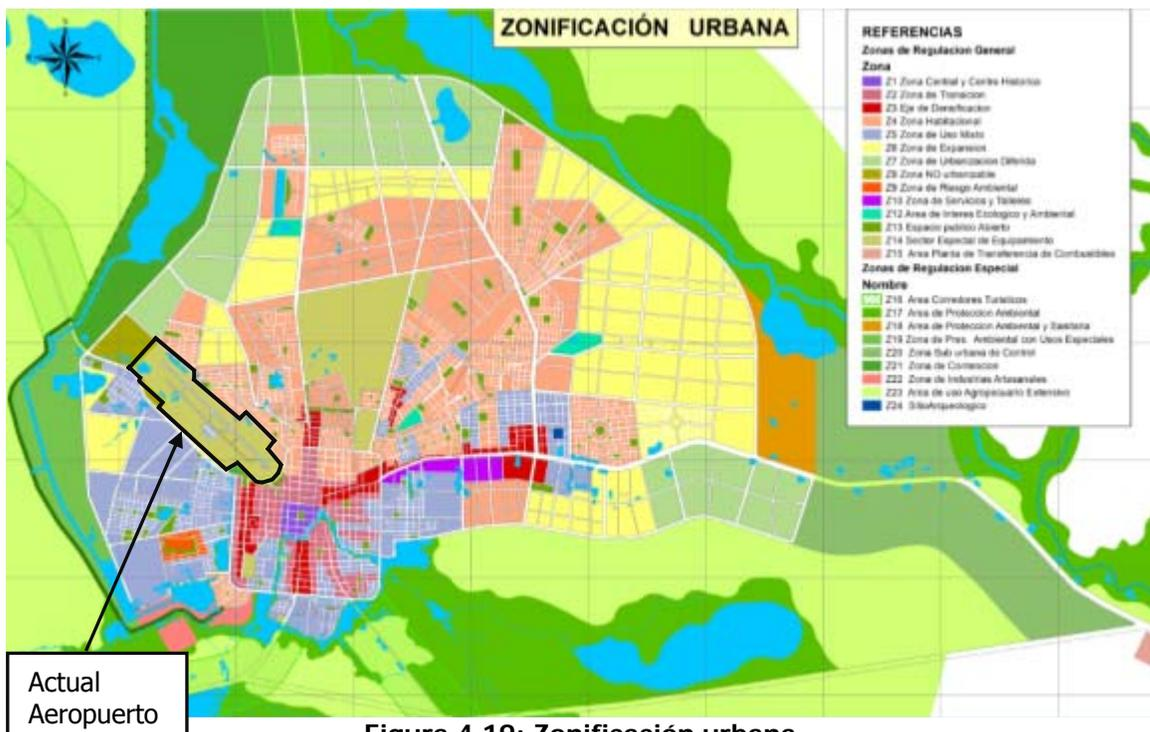 ZONIFICACIÓN URBANA
REFERENCIAS
Zonas de Regulacion General
Zona
Z1 Zona Central y Centro Historico
Z2 Zona de Transicion
Z3 Eje de Densificacion
Z4 Zona Habitacional
Z5 Zona de Uso Mixto
Z6 Zona de Expansion
Z7 Zona de Urbanizacion Diferida
Z8 Zona NO urbanizable
Z9 Zona de Riesgo Ambiental
Z10 Zona de Servicios y Talleres
Z12 Area de Interes Ecologico y Ambiental
Z13 Espacio publico Abierto
Z14 Sector Especial de Equipamiento
Z15 Area Planta de Transferencia de Combustibles
Zonas de Regulacion Especial
Nombre
Z16 Area Corredores Turisticos
Z17 Area de Proteccion Ambiental
Z18 Area de Proteccion Ambiental y Sanitaria
Z19 Zona de Pres. Ambiental con Usos Especiales
Z20 Zona Sub urbana de Control
Z21 Zona de Contencion
Z22 Zona de Industrias Artesanales
Z23 Area de uso Agropecuario Extensivo
Z24 SitioArqueologico
Actual
Aeropuerto
Figura 4.19: Zonificación urbana